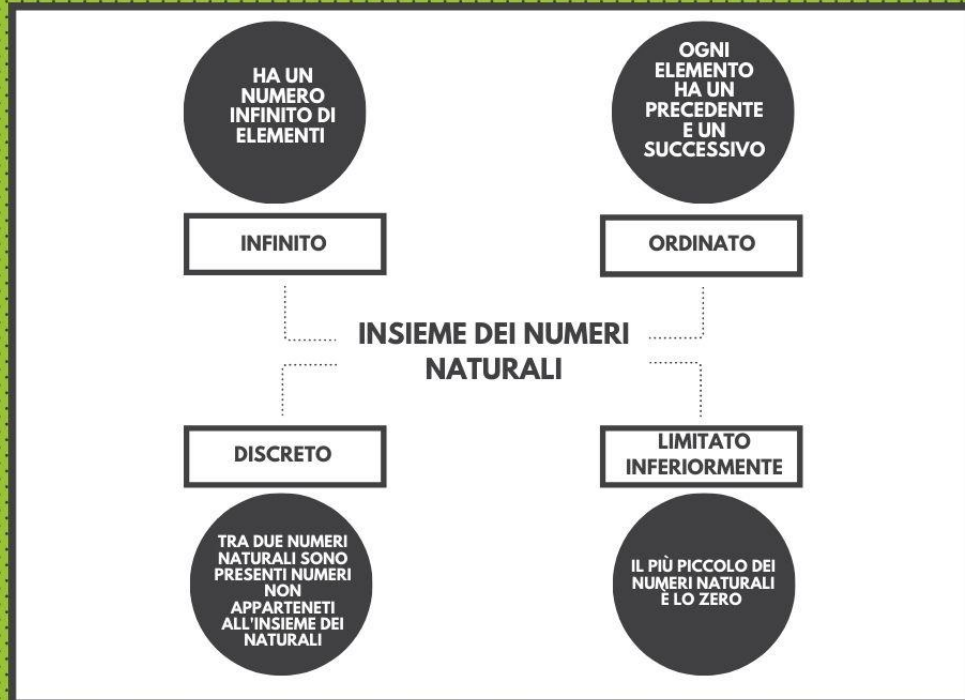 HA UN
NUMERO
INFINITO DI
ELEMENTI
INFINITO
OGNI
ELEMENTO
HA UN
PRECEDENTE
E UN
SUCCESSIVO
ORDINATO
INSIEME DEI NUMERI
NATURALI
DISCRETO
TRA DUE NUMERI
NATURALI SONO
PRESENTI NUMERI
NON
APPARTENETI
ALL'INSIEME DEI
NATURALI
LIMITATO
INFERIORMENTE
IL PIÙ PICCOLO DEI
NUMERI NATURALI
È LO ZERO